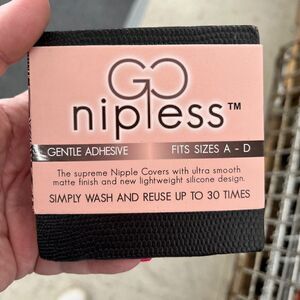 GO
nipless™
GENTLE ADHESIVE FITS SIZES A - D
The supreme Nipple Covers with ultra smooth
matte finish and new lightweight silicone design.
SIMPLY WASH AND REUSE UP TO 30 TIMES